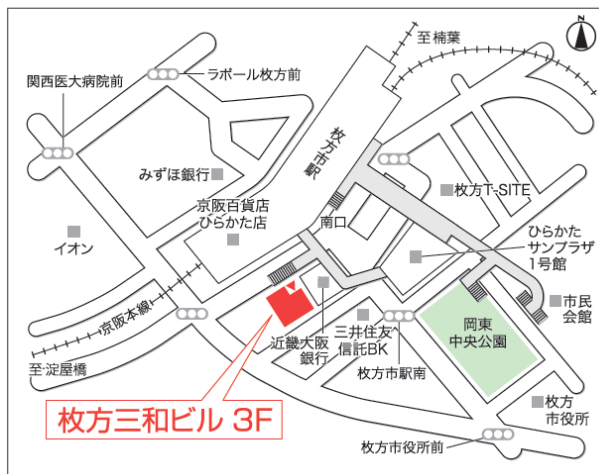 至楠葉
N
ラポール枚方前
関西医大病院前
枚方市駅
みずほ銀行
枚方T-SITE
京阪百貨店
ひらかた店
南口
ひらかた
サンプラザ
1号館
イオン
市民
会館
京阪本線
岡東
中央公園
近畿大阪
銀行
三井住友
信託BK
至淀屋橋
枚方市駅南
枚方
市役所
枚方三和ビル 3F
枚方市役所前